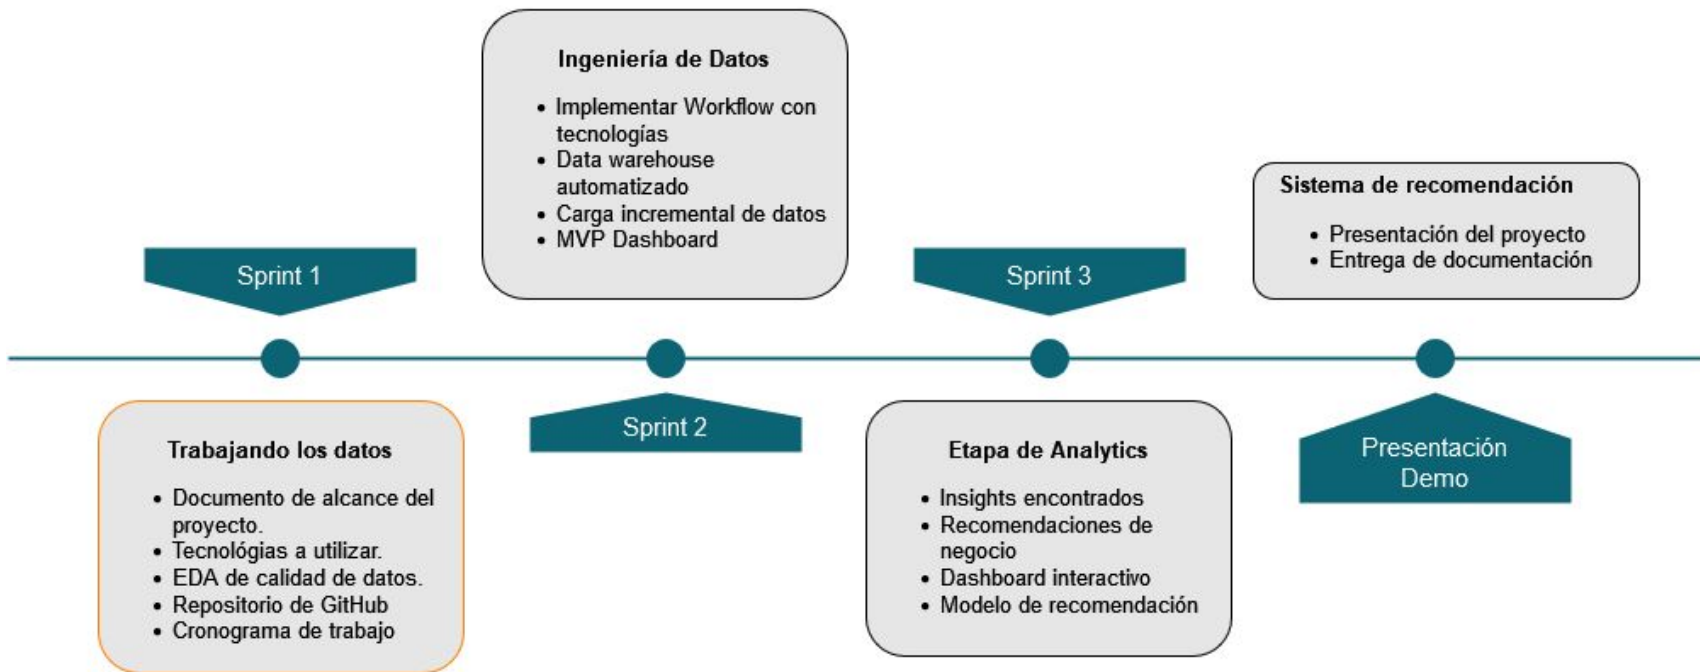 Sprint 1
Trabajando los datos
• Documento de alcance del
proyecto.
• Tecnológias a utilizar.
• EDA de calidad de datos.
• Repositorio de GitHub
• Cronograma de trabajo
Ingeniería de Datos
• Implementar Workflow con
tecnologías
• Data warehouse
automatizado
• Carga incremental de datos
• MVP Dashboard
Sprint 2
Sprint 3
Etapa de Analytics
• Insights encontrados
• Recomendaciones de
negocio
• Dashboard interactivo
• Modelo de recomendación
Sistema de recomendación
• Presentación del proyecto
• Entrega de documentación
Presentación
Demo